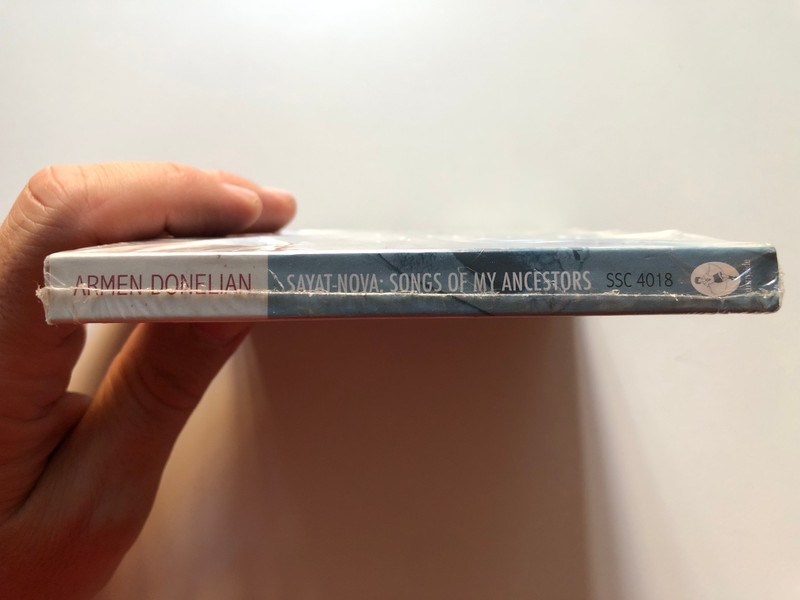 ARMEN DONELIAN SAYAT-NOVA: SONGS OF MY ANCESTORS SSC 4018